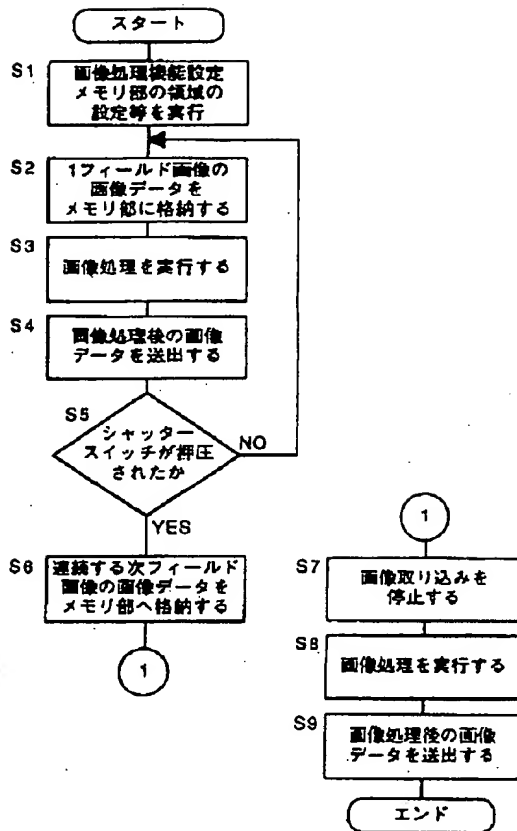 スタート
S1
画像処理機能設定
メモリ部の領域の
設定等を実行
S2
1フィールド画像の
画像データを
メモリ部に格納する
S3
画像処理を実行する
S4
画像処理後の画像
データを送出する
S5
シャッター
スイッチが押圧
されたか
NO
YES
S6
連続する次フィールド
画像の画像データを
メモリ部へ格納する
1
1
S7
画像取り込みを
停止する
S8
画像処理を実行する
S9
画像処理後の画像
データを送出する
エンド